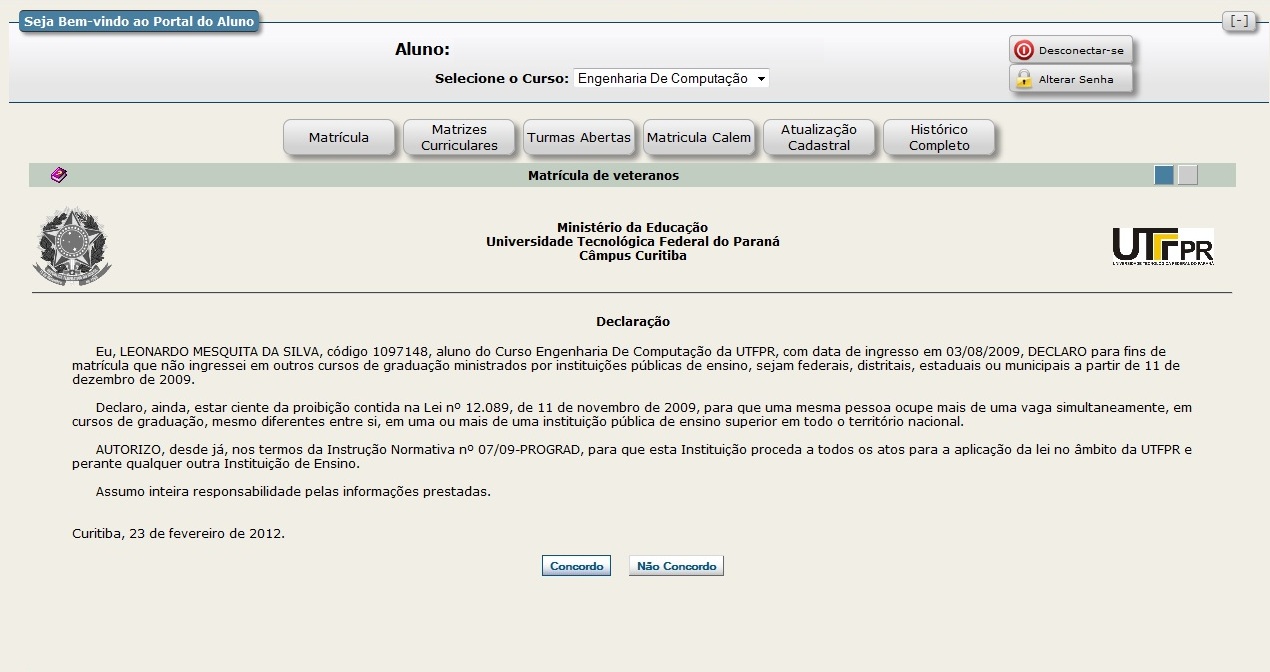 Seja Bem-vindo ao Portal do Aluno
[-]
Aluno:
Desconectar-se
Selecione o Curso: Engenharia De Computação
Alterar Senha
Matrícula
Matrizes
Curriculares
Turmas Abertas
Matricula Calem
Atualização
Cadastral
Histórico
Completo
Matrícula de veteranos
Ministério da Educação
Universidade Tecnológica Federal do Paraná
Câmpus Curitiba
UTFPR
UNIVERSIDADE TECNOLÓGICA FEDERAL DO PARANÁ
Declaração
Eu, LEONARDO MESQUITA DA SILVA, código 1097148, aluno do Curso Engenharia De Computação da UTFPR, com data de ingresso em 03/08/2009, DECLARO para fins de
matrícula que não ingressei em outros cursos de graduação ministrados por instituições públicas de ensino, sejam federais, distritais, estaduais ou municipais a partir de 11 de
dezembro de 2009.
Declaro, ainda, estar ciente da proibição contida na Lei nº 12.089, de 11 de novembro de 2009, para que uma mesma pessoa ocupe mais de uma vaga simultaneamente, em
cursos de graduação, mesmo diferentes entre si, em uma ou mais de uma instituição pública de ensino superior em todo o território nacional.
AUTORIZO, desde já, nos termos da Instrução Normativa nº 07/09-PROGRAD, para que esta Instituição proceda a todos os atos para a aplicação da lei no âmbito da UTFPR e
perante qualquer outra Instituição de Ensino.
Assumo inteira responsabilidade pelas informações prestadas.
Curitiba, 23 de fevereiro de 2012.
Concordo
Não Concordo